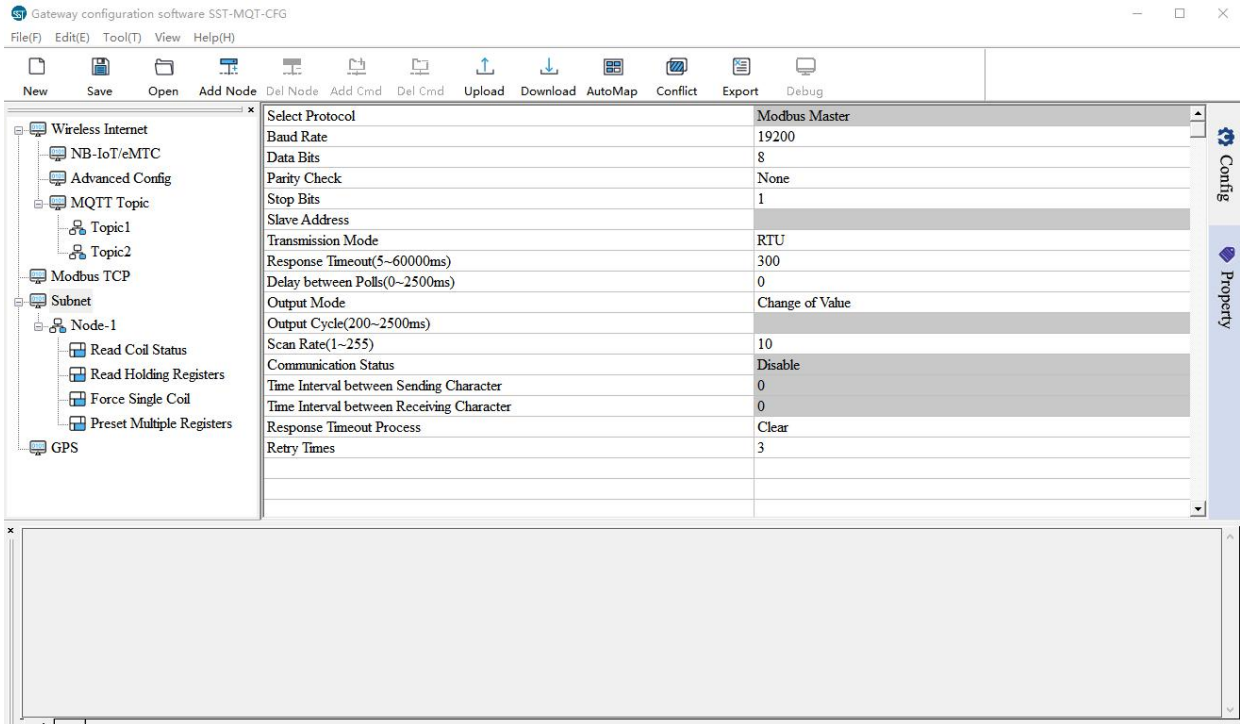 SST Gateway configuration software SST-MQT-CFG
File(F) Edit(E) Tool(T) View Help(H)
New Save Open Add Node Del Node Add Cmd Del Cmd Upload Download AutoMap Conflict Export Debug
Wireless Internet
NB-IoT/eMTC
Advanced Config
MQTT Topic
Topic1
Topic2
Modbus TCP
Subnet
Node-1
Read Coil Status
Read Holding Registers
Force Single Coil
Preset Multiple Registers
GPS
Select Protocol Modbus Master
Baud Rate 19200
Data Bits 8
Parity Check None
Stop Bits 1
Slave Address
Transmission Mode RTU
Response Timeout(5~60000ms) 300
Delay between Polls(0~2500ms) 0
Output Mode Change of Value
Output Cycle(200~2500ms)
Scan Rate(1~255) 10
Communication Status Disable
Time Interval between Sending Character 0
Time Interval between Receiving Character 0
Response Timeout Process Clear
Retry Times 3
Config
Property